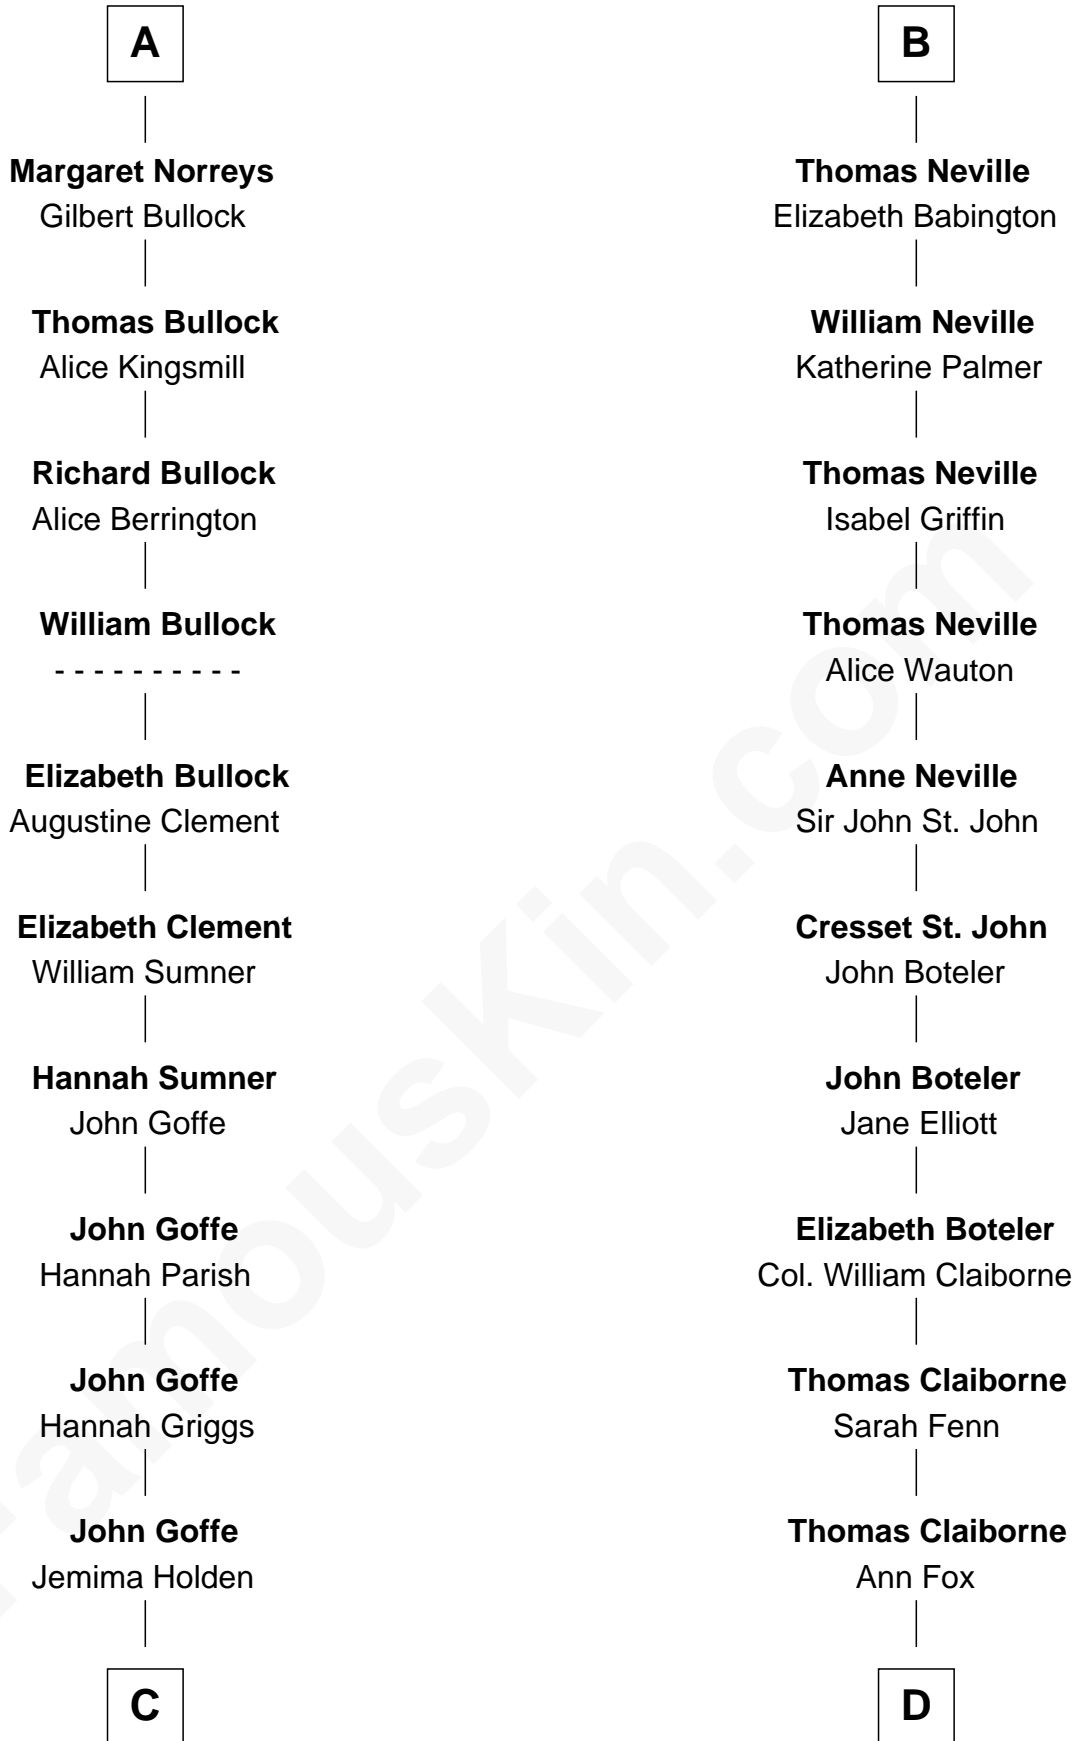 A
Margaret Norreys
Gilbert Bullock
Thomas Bullock
Alice Kingsmill
Richard Bullock
Alice Berrington
William Bullock
- - - - - - - - - -
Elizabeth Bullock
Augustine Clement
Elizabeth Clement
William Sumner
Hannah Sumner
John Goffe
John Goffe
Hannah Parish
John Goffe
Hannah Griggs
John Goffe
Jemima Holden
C
B
Thomas Neville
Elizabeth Babington
William Neville
Katherine Palmer
Thomas Neville
Isabel Griffin
Thomas Neville
Alice Wauton
Anne Neville
Sir John St. John
Cresset St. John
John Boteler
John Boteler
Jane Elliott
Elizabeth Boteler
Col. William Claiborne
Thomas Claiborne
Sarah Fenn
Thomas Claiborne
Ann Fox
D
FamousKin.com